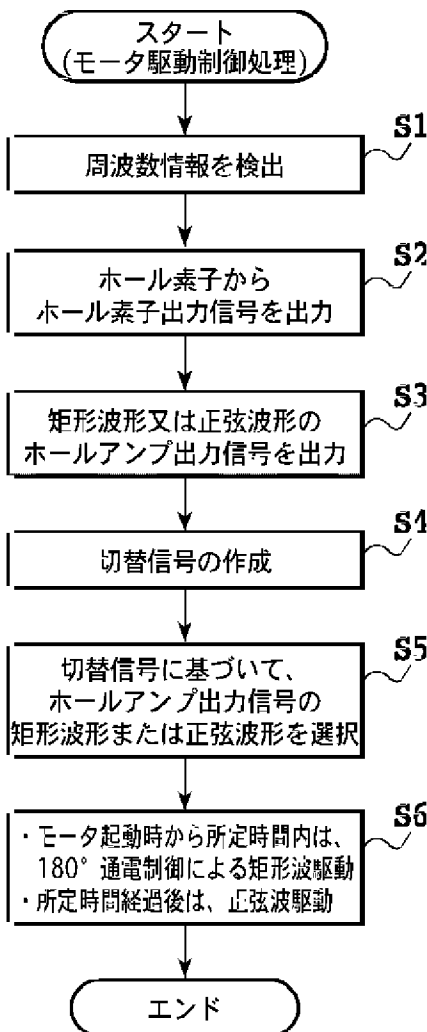 スタート
(モータ駆動制御処理)
S1
周波数情報を検出
S2
ホール素子から
ホール素子出力信号を出力
S3
矩形波形又は正弦波形の
ホールアンプ出力信号を出力
S4
切替信号の作成
S5
切替信号に基づいて、
ホールアンプ出力信号の
矩形波形または正弦波形を選択
S6
・モータ起動時から所定時間内は、
180°通電制御による矩形波駆動
・所定時間経過後は、正弦波駆動
エンド